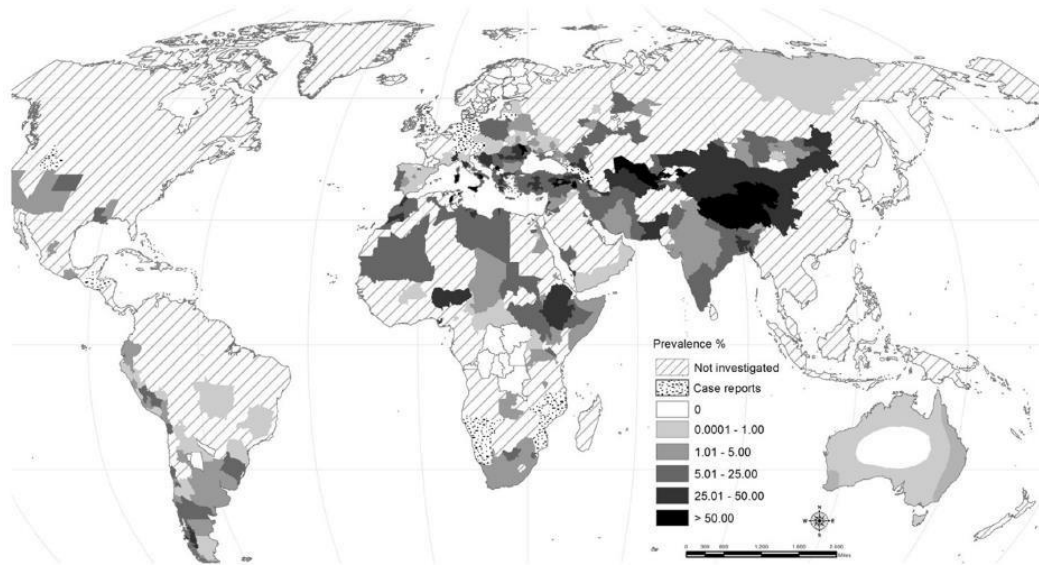 Prevalence %
Not investigated
Case reports
0
0.0001 - 1.00
1.01 - 5.00
5.01 - 25.00
25.01 - 50.00
> 50.00
N
W E
S
Miles